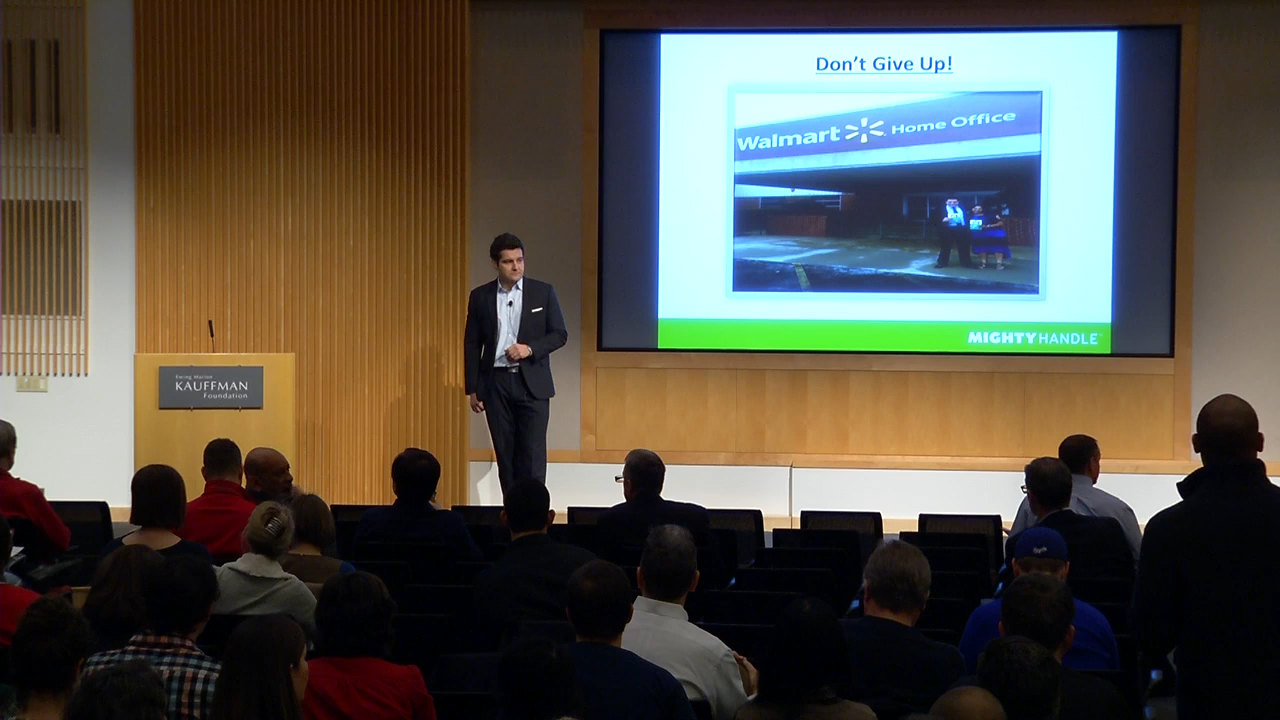 Don't Give Up!
Walmart Home Office
MIGHTYHANDLE
Ewing Marion
KAUFFMAN
Foundation